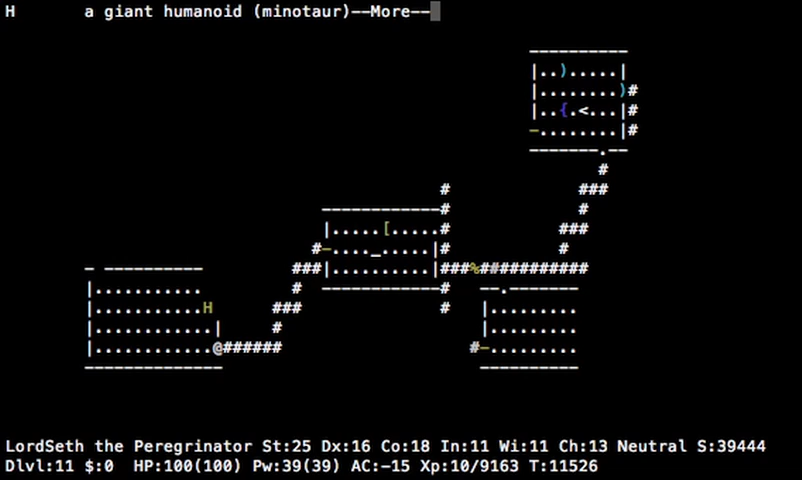 H a giant humanoid (minotaur)--More--
LordSeth the Peregrinator St:25 Dx:16 Co:18 In:11 Wi:11 Ch:13 Neutral S:39444
Dlvl:11 $:0 HP:100(100) Pw:39(39) AC:-15 Xp:10/9163 T:11526